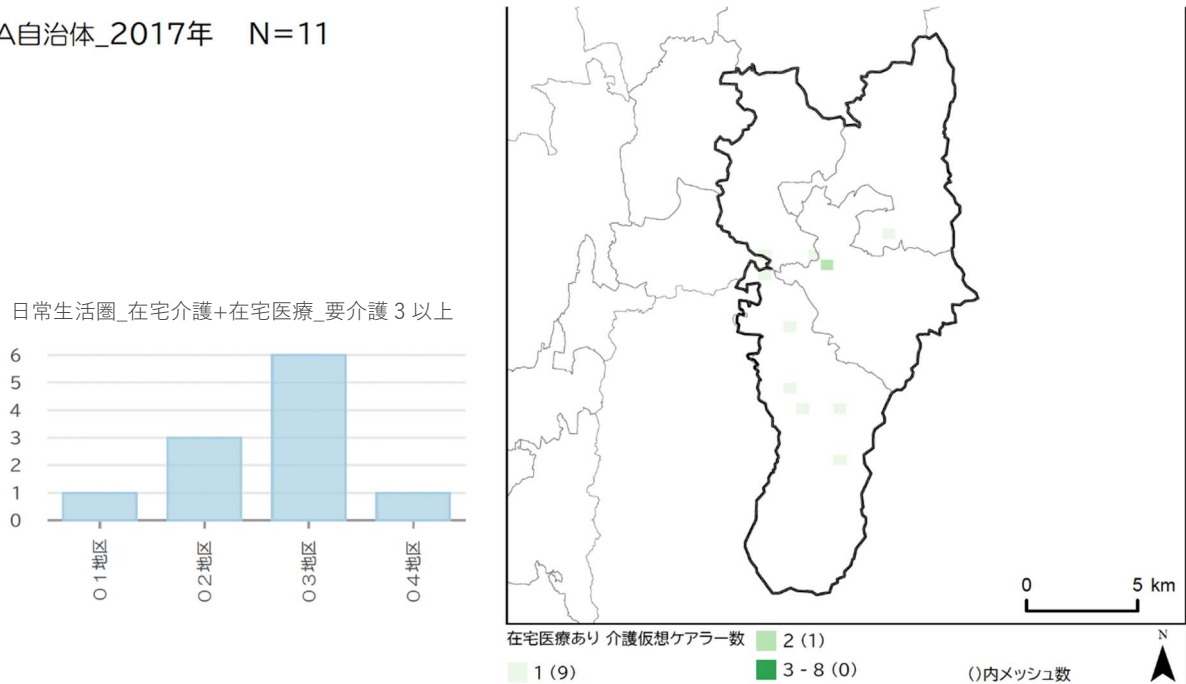 A自治体_2017年 N=11
日常生活圏_在宅介護+在宅医療_要介護3以上
6
5
4
3
2
1
0
01地区
02地区
03地区
04地区
0 5 km
在宅医療あり 介護仮想ケアラー数
1 (9)
2 (1)
3 - 8 (0)
()内メッシュ数
N